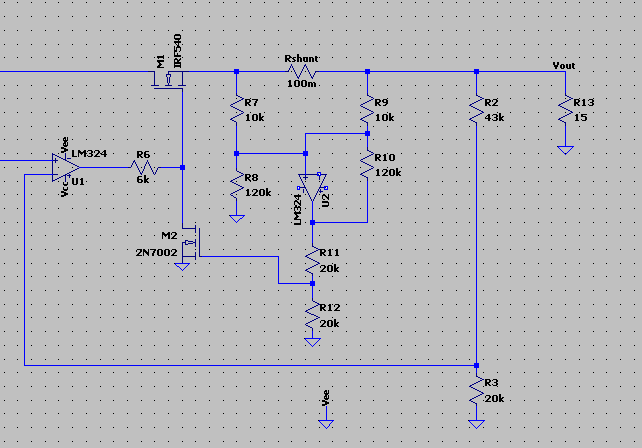 M1
IRF540
Rshant
100m
Vout
R7
10k
R9
10k
R2
43k
R13
15
Vee
LM324
U1
Vcc
R6
6k
R8
120k
R10
120k
LM324
U2
M2
2N7002
R11
20k
R12
20k
R3
20k
Vee